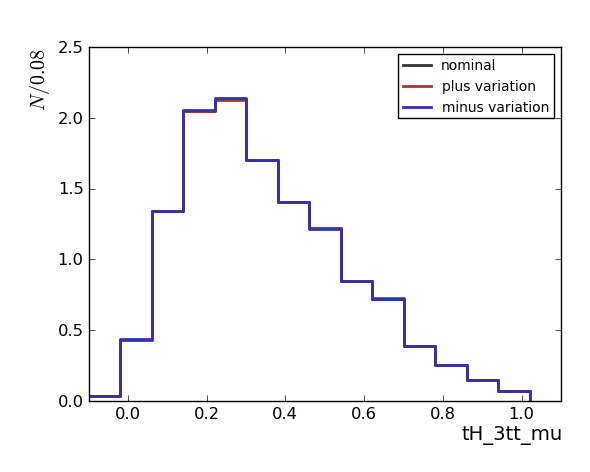 N/0.08
2.5
2.0
1.5
1.0
0.5
0.0
nominal
plus variation
minus variation
0.0 0.2 0.4 0.6 0.8 1.0
tH_3tt_mu